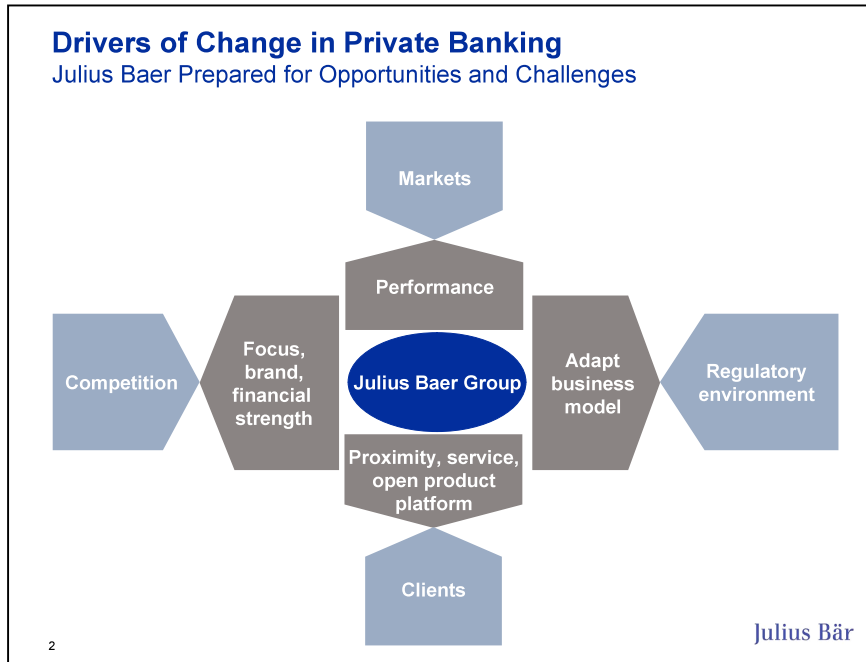 Drivers of Change in Private Banking
Julius Baer Prepared for Opportunities and Challenges
Markets
Performance
Competition
Focus,
brand,
financial
strength
Julius Baer Group
Adapt
business
model
Regulatory
environment
Proximity, service,
open product
platform
Clients
2
Julius Bär